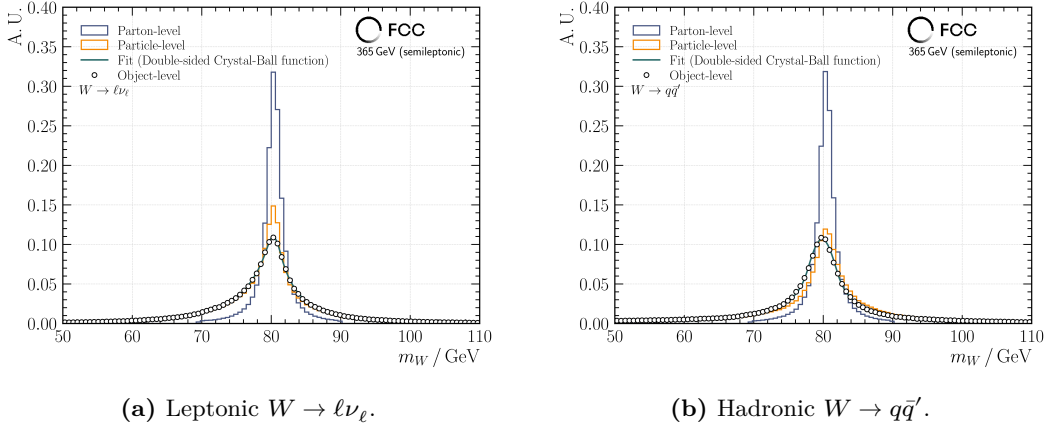 A. U.
0.40
0.35
0.30
0.25
0.20
0.15
0.10
0.05
0.00
Parton-level
Particle-level
Fit (Double-sided Crystal-Ball function)
Object-level
W → ℓνℓ
FCC
365 GeV (semileptonic)
50 60 70 80 90 100 110
m_W / GeV
(a) Leptonic W → ℓνℓ.
A. U.
0.40
0.35
0.30
0.25
0.20
0.15
0.10
0.05
0.00
Parton-level
Particle-level
Fit (Double-sided Crystal-Ball function)
Object-level
W → qq̄′
FCC
365 GeV (semileptonic)
50 60 70 80 90 100 110
m_W / GeV
(b) Hadronic W → qq̄′.